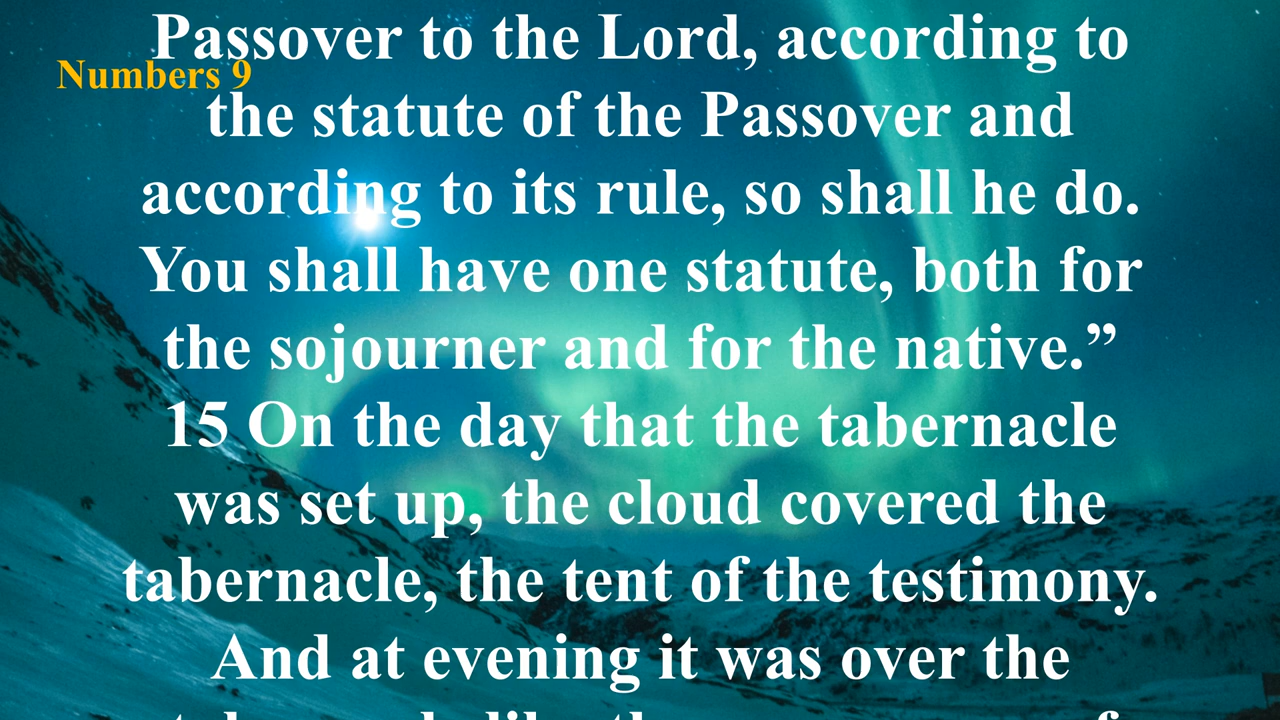 Passover to the Lord, according to
Numbers 9
the statute of the Passover and
according to its rule, so shall he do.
You shall have one statute, both for
the sojourner and for the native.”
15 On the day that the tabernacle
was set up, the cloud covered the
tabernacle, the tent of the testimony.
And at evening it was over the